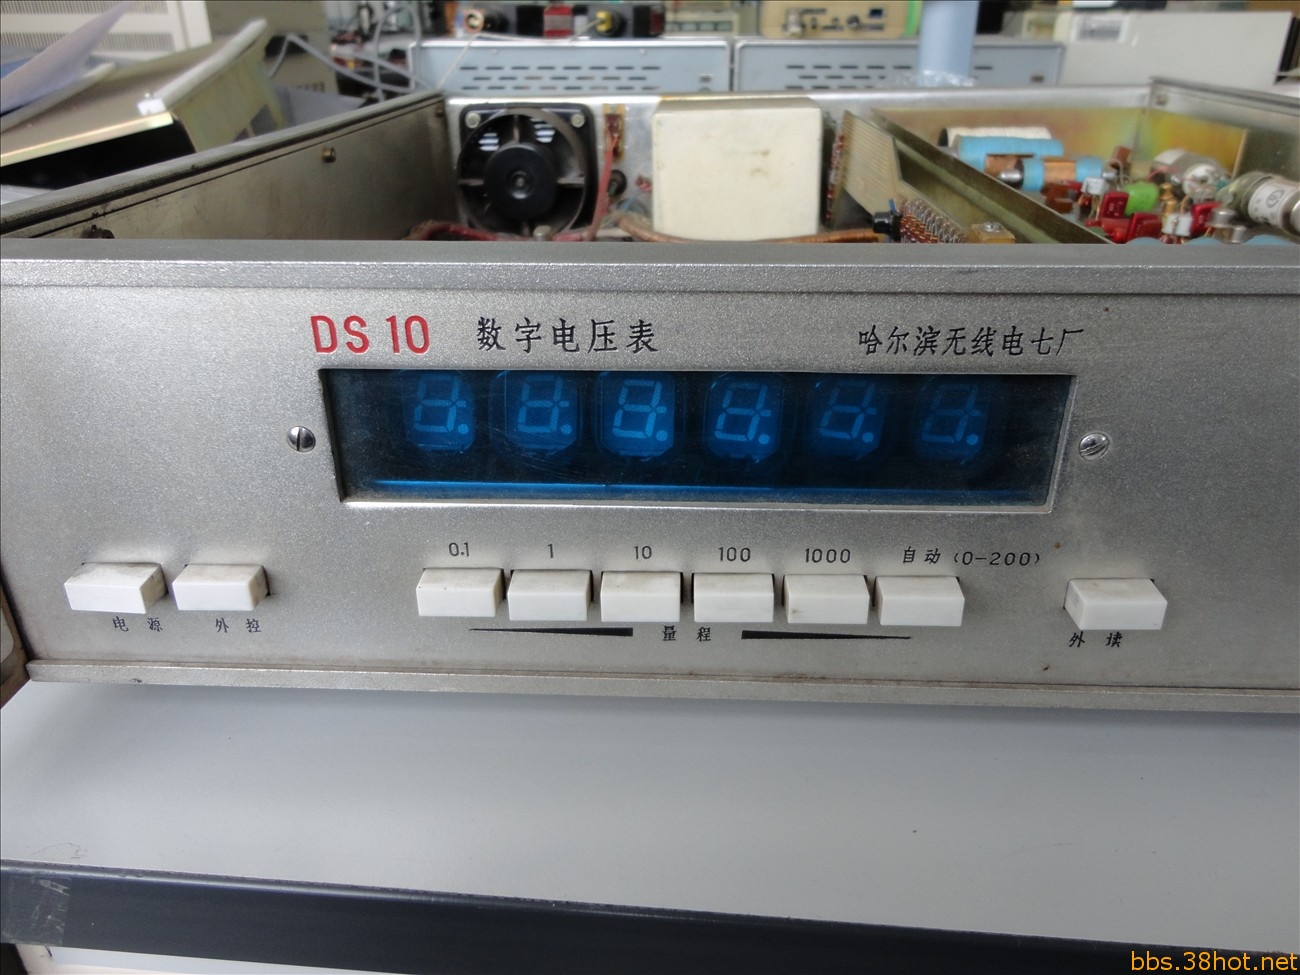 DS 10 数字电压表 哈尔滨无线电七厂
0.1 1 10 100 1000 自动(0-200)
电源 外控 量程 外读
bbs.38hot.net